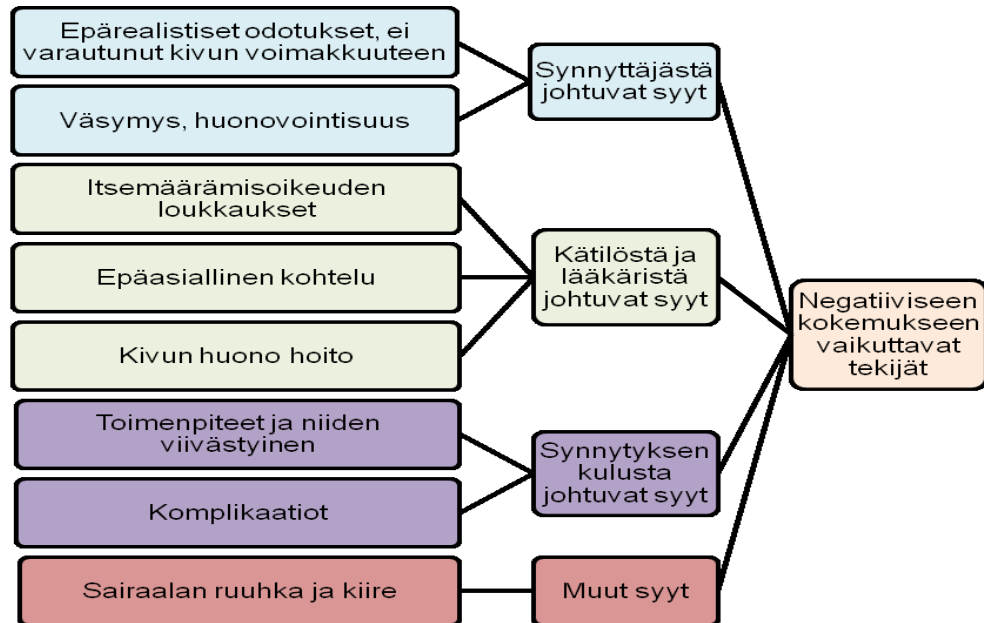 Epärealistiset odotukset, ei
varautunut kivun voimakkuuteen
Väsymys, huonovointisuus
Synnyttäjästä
johtuvat syyt
Itsemäärämisoikeuden
loukkaukset
Epäasiallinen kohtelu
Kivun huono hoito
Kätilöstä ja
lääkäristä
johtuvat syyt
Toimenpiteet ja niiden
viivästyinen
Komplikaatiot
Synnytyksen
kulusta
johtuvat syyt
Sairaalan ruuhka ja kiire
Muut syyt
Negatiiviseen
kokemukseen
vaikuttavat
tekijät